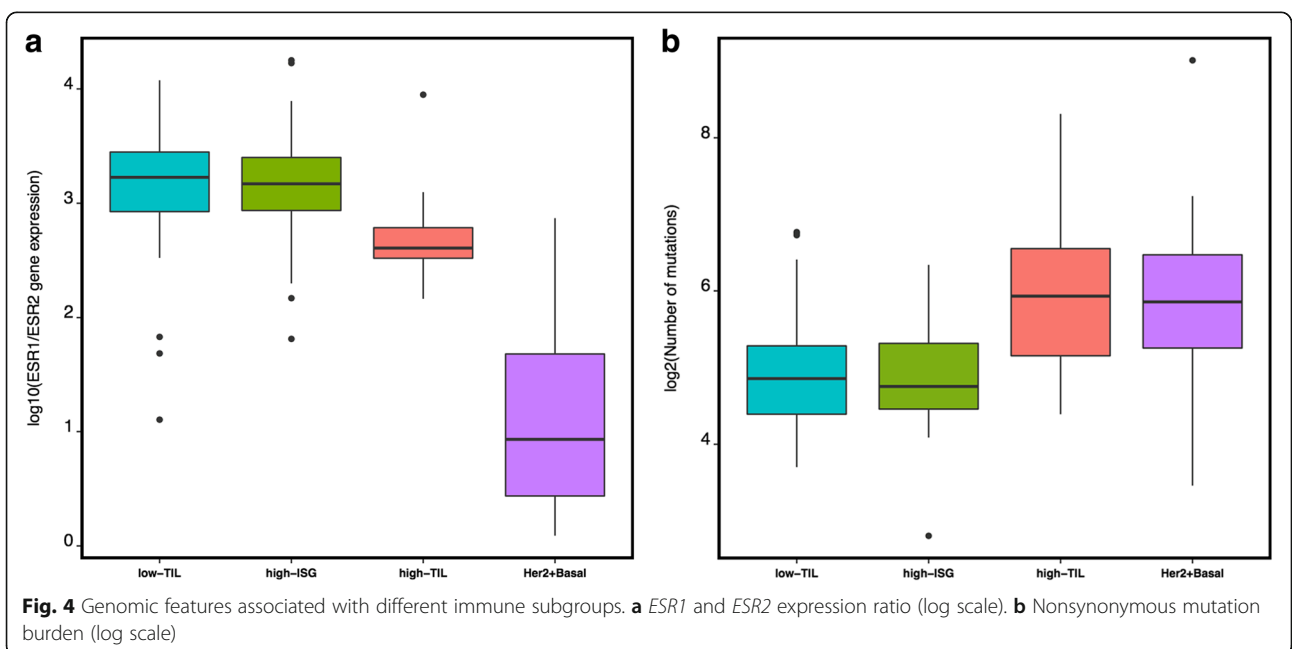 a
log10(ESR1/ESR2 gene expression)
4
3
2
1
0
low−TIL high−ISG high−TIL Her2+Basal
b
log2(Number of mutations)
8
6
4
low−TIL high−ISG high−TIL Her2+Basal
Fig. 4 Genomic features associated with different immune subgroups. a ESR1 and ESR2 expression ratio (log scale). b Nonsynonymous mutation
burden (log scale)